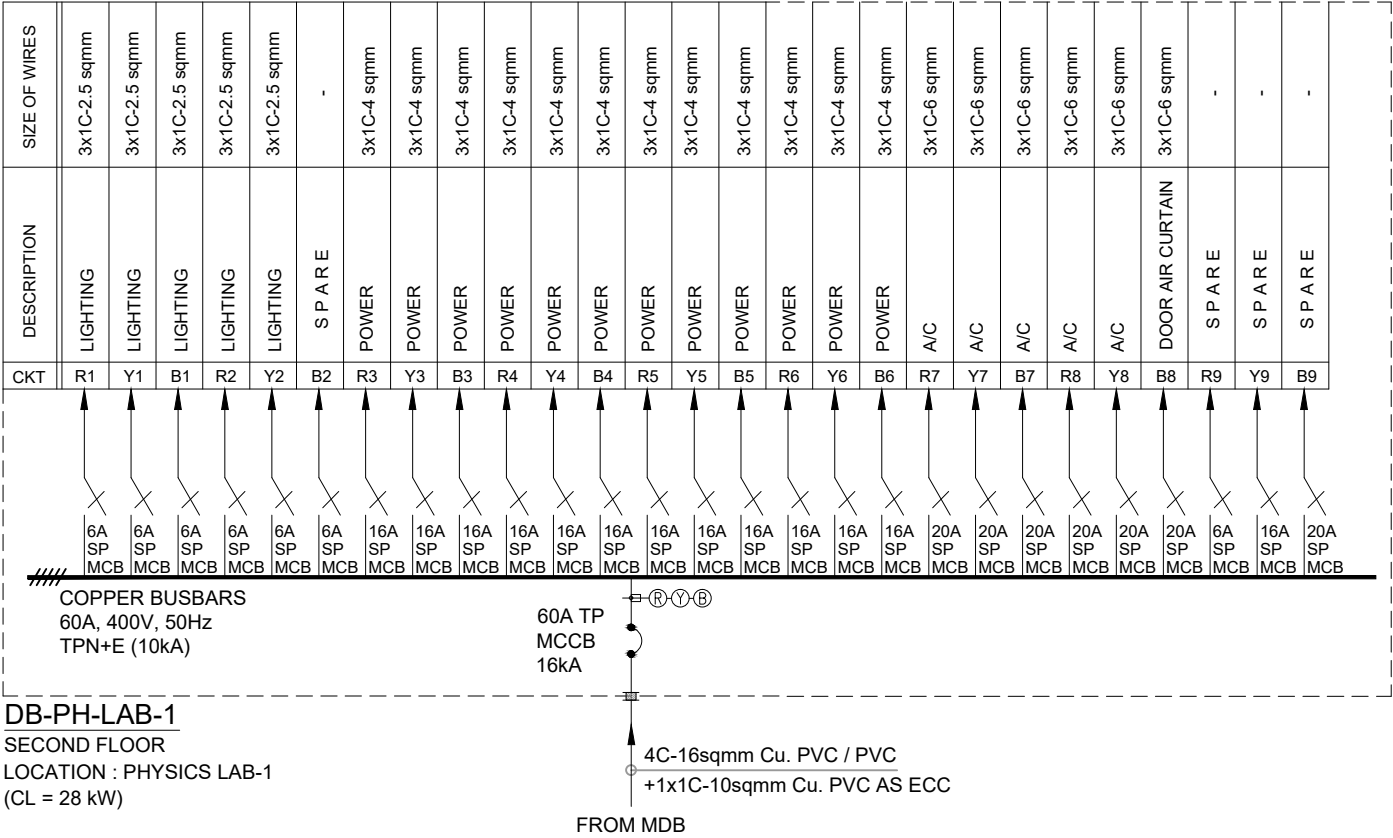 SIZE OF WIRES
3x1C-2.5 sqmm
3x1C-2.5 sqmm
3x1C-2.5 sqmm
3x1C-2.5 sqmm
3x1C-2.5 sqmm
-
3x1C-4 sqmm
3x1C-4 sqmm
3x1C-4 sqmm
3x1C-4 sqmm
3x1C-4 sqmm
3x1C-4 sqmm
3x1C-4 sqmm
3x1C-4 sqmm
3x1C-4 sqmm
3x1C-4 sqmm
3x1C-4 sqmm
3x1C-4 sqmm
3x1C-6 sqmm
3x1C-6 sqmm
3x1C-6 sqmm
3x1C-6 sqmm
3x1C-6 sqmm
3x1C-6 sqmm
-
-
-
DESCRIPTION
LIGHTING
LIGHTING
LIGHTING
LIGHTING
LIGHTING
S P A R E
POWER
POWER
POWER
POWER
POWER
POWER
POWER
POWER
POWER
POWER
POWER
POWER
A/C
A/C
A/C
A/C
A/C
DOOR AIR CURTAIN
S P A R E
S P A R E
S P A R E
CKT R1 Y1 B1 R2 Y2 B2 R3 Y3 B3 R4 Y4 B4 R5 Y5 B5 R6 Y6 B6 R7 Y7 B7 R8 Y8 B8 R9 Y9 B9
6A 6A 6A 6A 6A 6A 16A 16A 16A 16A 16A 16A 16A 16A 16A 16A 16A 16A 20A 20A 20A 20A 20A 20A 6A 16A 20A
SP SP SP SP SP SP SP SP SP SP SP SP SP SP SP SP SP SP SP SP SP SP SP SP SP SP SP
MCB MCB MCB MCB MCB MCB MCB MCB MCB MCB MCB MCB MCB MCB MCB MCB MCB MCB MCB MCB MCB MCB MCB MCB MCB MCB MCB
COPPER BUSBARS
60A, 400V, 50Hz
TPN+E (10kA)
R Y B
60A TP
MCCB
16kA
DB-PH-LAB-1
SECOND FLOOR
LOCATION : PHYSICS LAB-1
(CL = 28 kW)
4C-16sqmm Cu. PVC / PVC
+1x1C-10sqmm Cu. PVC AS ECC
FROM MDB